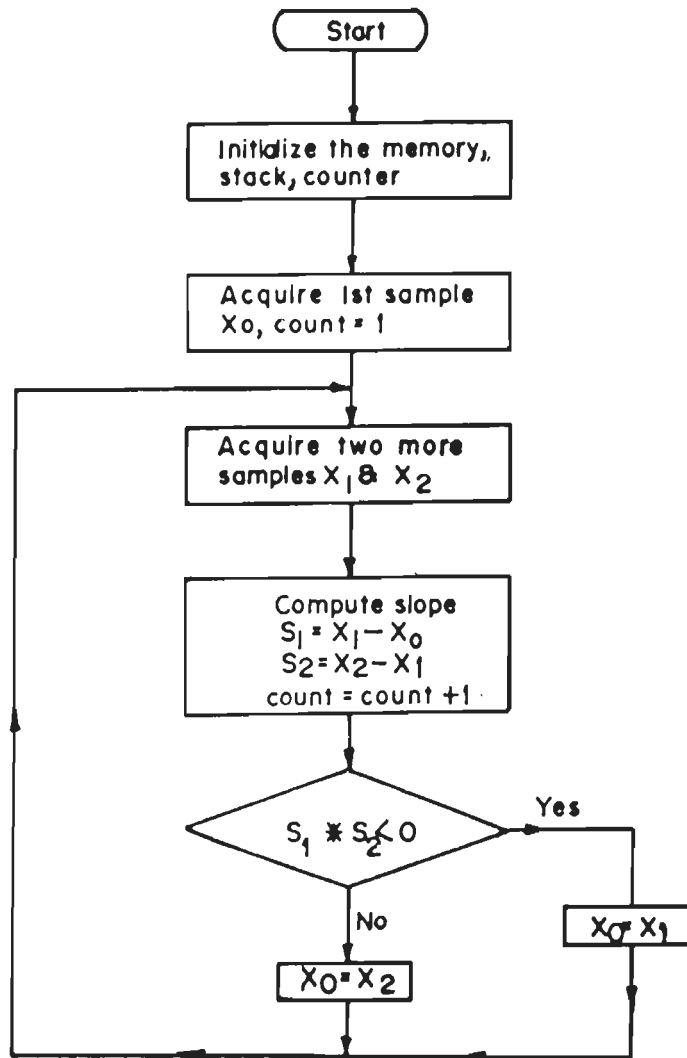 Start
Initialize the memory,
stack, counter
Acquire 1st sample
Xo, count = 1
Acquire two more
samples X₁ & X₂
Compute slope
S₁ = X₁ − X₀
S₂ = X₂ − X₁
count = count +1
S₁ * S₂ < 0
Yes
No
X₀ = X₁
X₀ = X₂